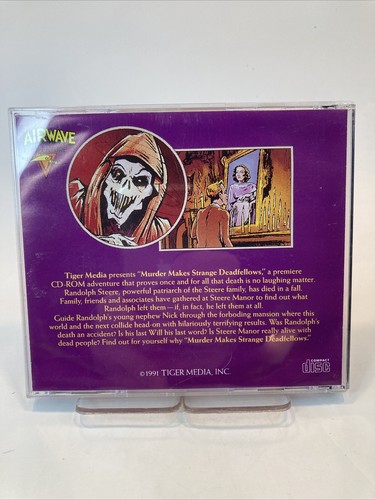 AIRWAVE
Tiger Media presents "Murder Makes Strange Deadfellows," a premiere
CD-ROM adventure that proves once and for all that death is no laughing matter.
Randolph Steere, powerful patriarch of the Steere family, has died in a fall.
Family, friends and associates have gathered at Steere Manor to find out what
Randolph left them—if, in fact, he left them at all.
Guide Randolph's young nephew Nick through the forboding mansion where this
world and the next collide head-on with hilariously terrifying results. Was Randolph's
death an accident? Is his last Will his last word? Is Steere Manor really alive with
dead people? Find out for yourself why "Murder Makes Strange Deadfellows."
©1991 TIGER MEDIA, INC.
COMPACT
disc